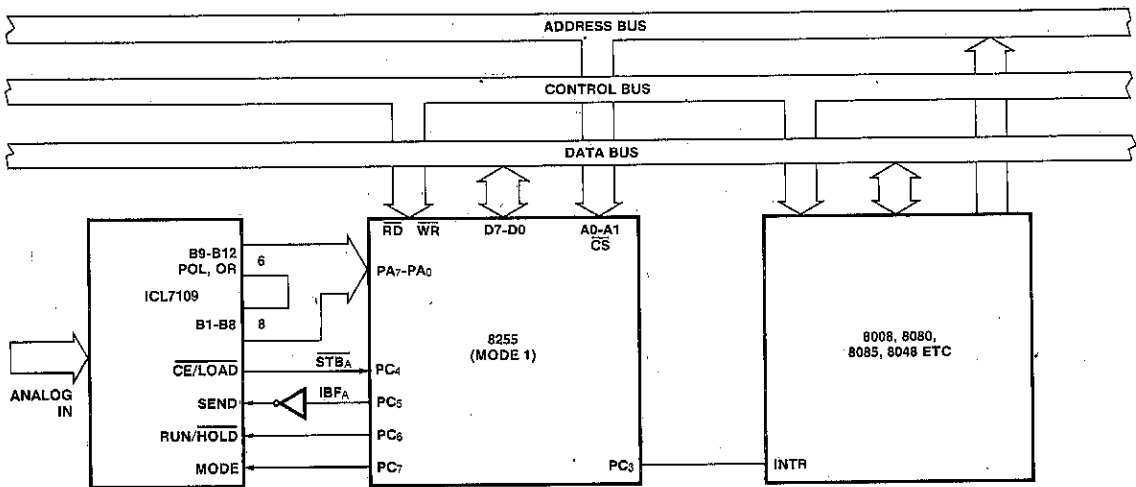 ADDRESS BUS
CONTROL BUS
DATA BUS
RD WR D7-D0 A0-A1
CS
B9-B12
POL, OR
6
ICL7109
B1-B8
8
PA7-PA0
8255
(MODE 1)
8008, 8080,
8085, 8048 ETC
ANALOG
IN
CE/LOAD
STBA
PC4
SEND
IBFA
PC5
RUN/HOLD
PC6
MODE
PC7
PC3
INTR